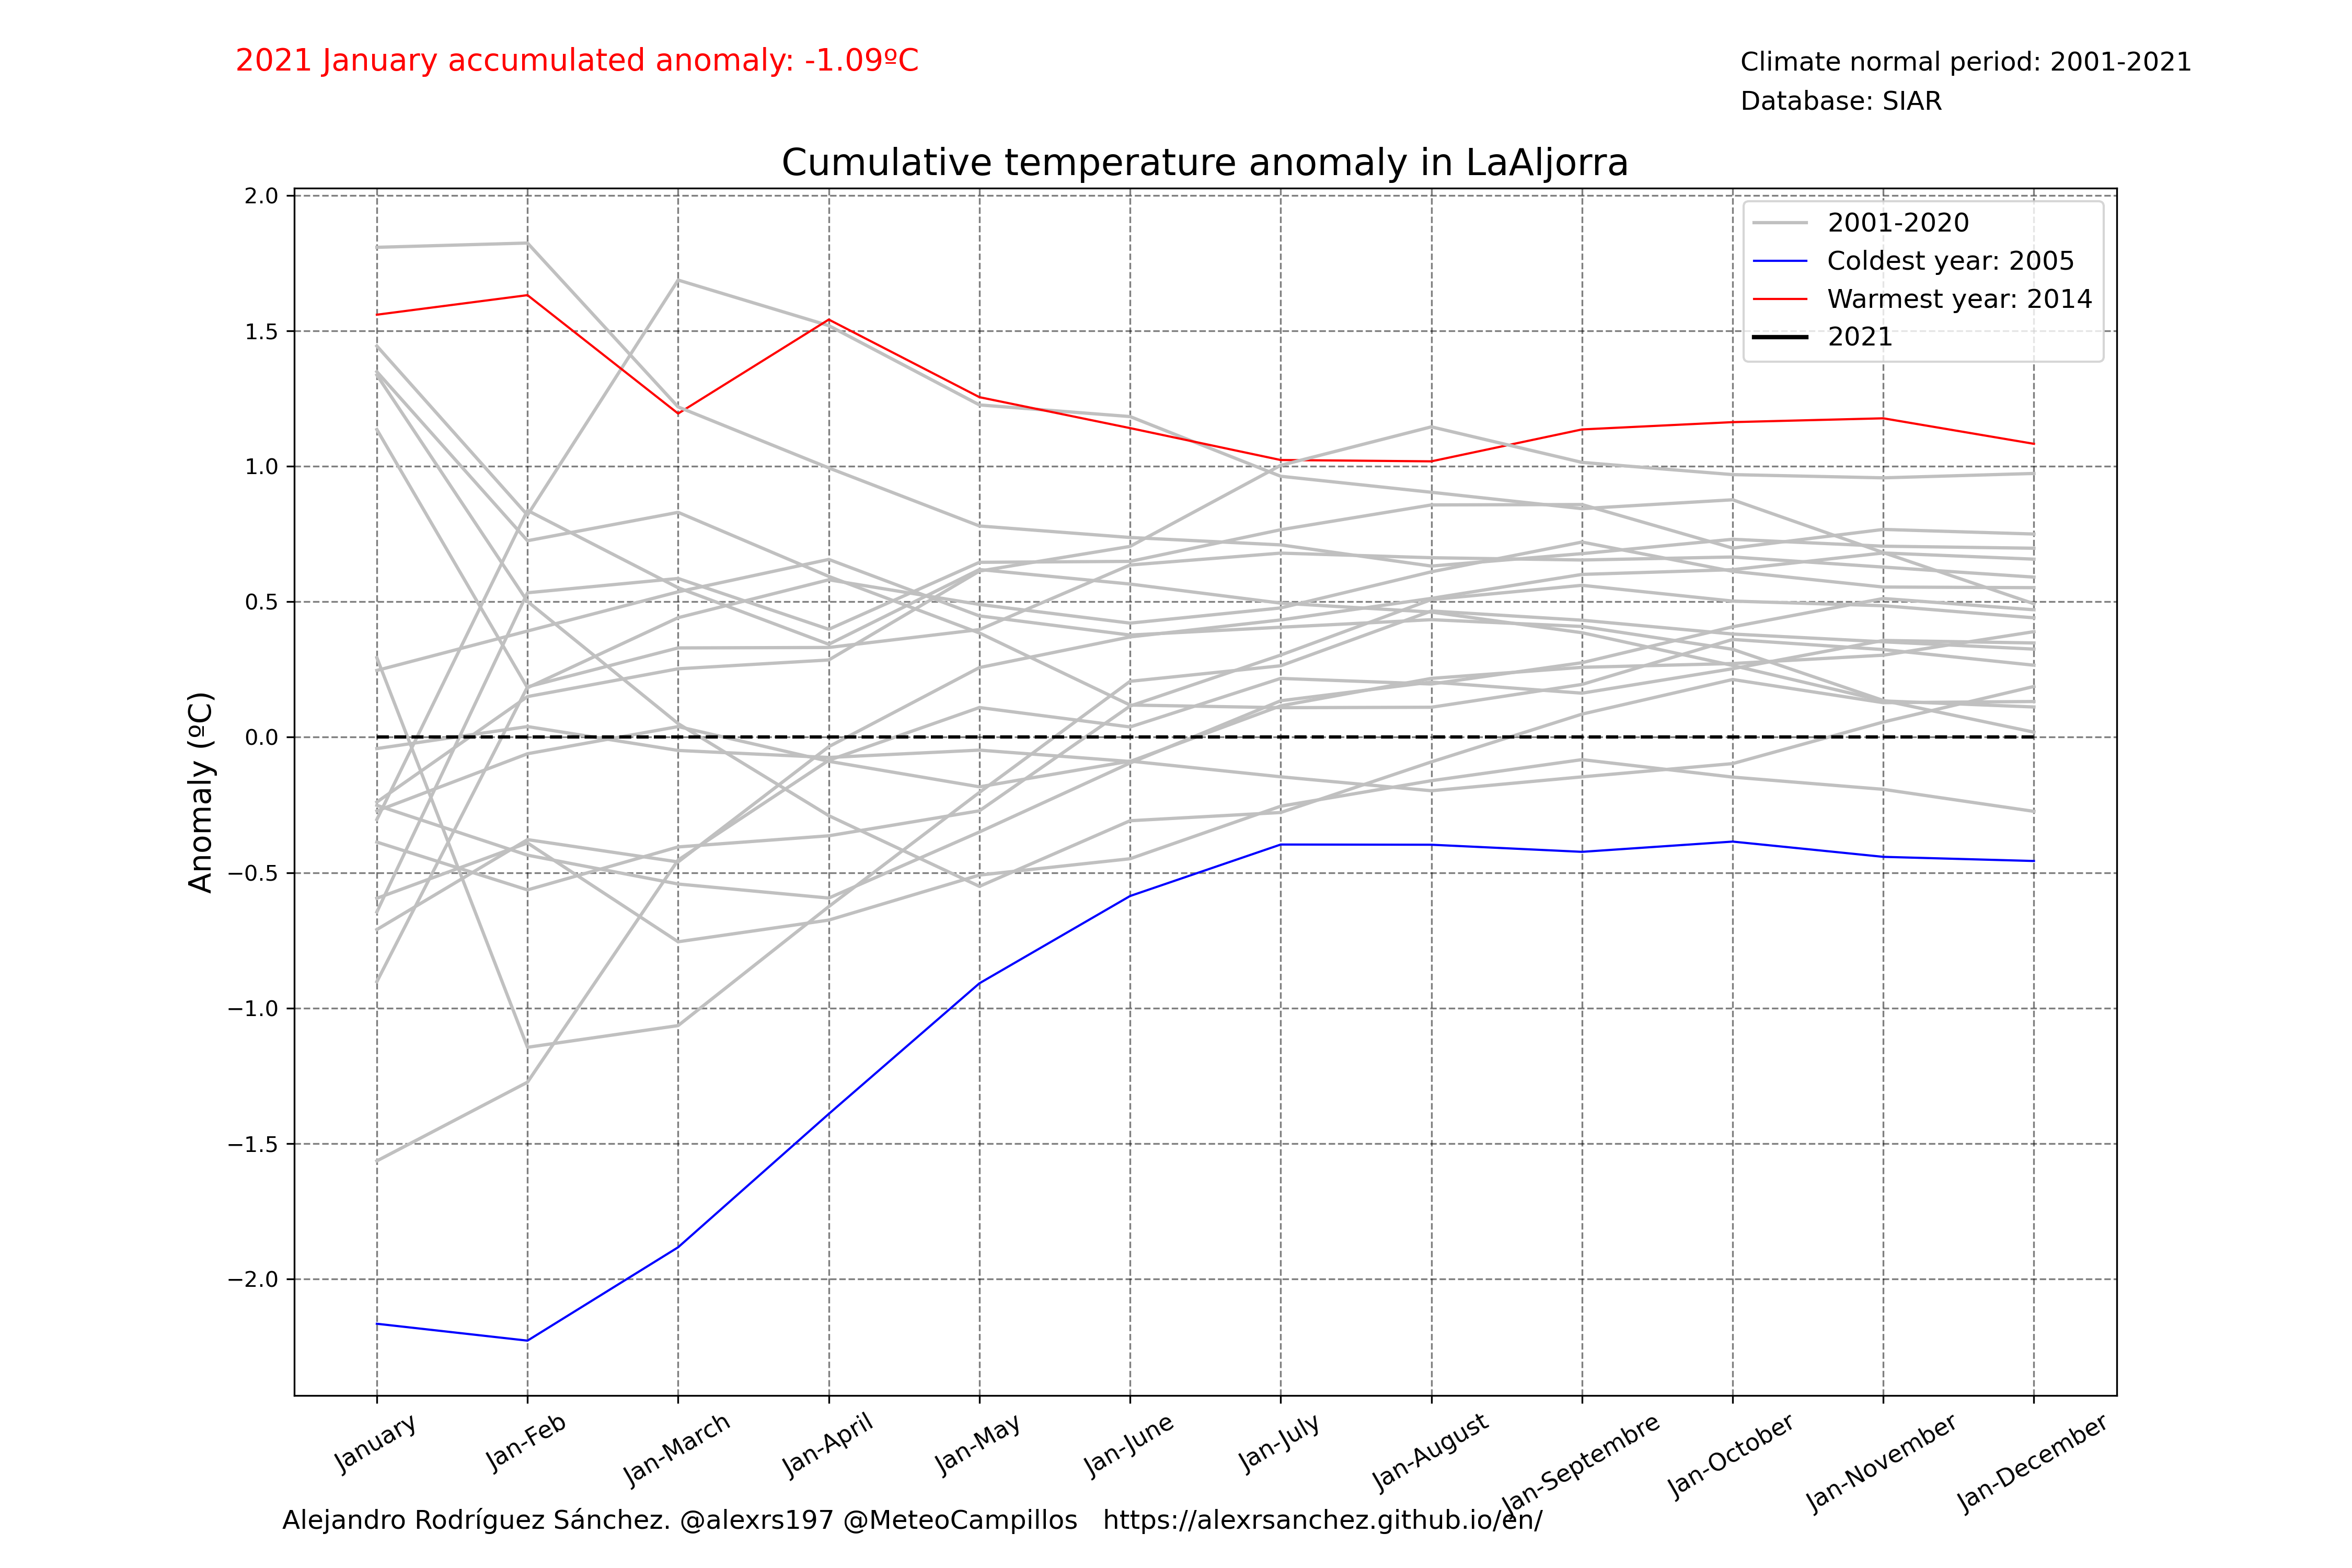 2021 January accumulated anomaly: -1.09ºC
Climate normal period: 2001-2021
Database: SIAR
Cumulative temperature anomaly in LaAljorra
2001-2020
Coldest year: 2005
Warmest year: 2014
2021
Anomaly (ºC)
2.0
1.5
1.0
0.5
0.0
−0.5
−1.0
−1.5
−2.0
January
Jan-Feb
Jan-March
Jan-April
Jan-May
Jan-June
Jan-July
Jan-August
Jan-Septembre
Jan-October
Jan-November
Jan-December
Alejandro Rodríguez Sánchez. @alexrs197 @MeteoCampillos   https://alexrsanchez.github.io/en/